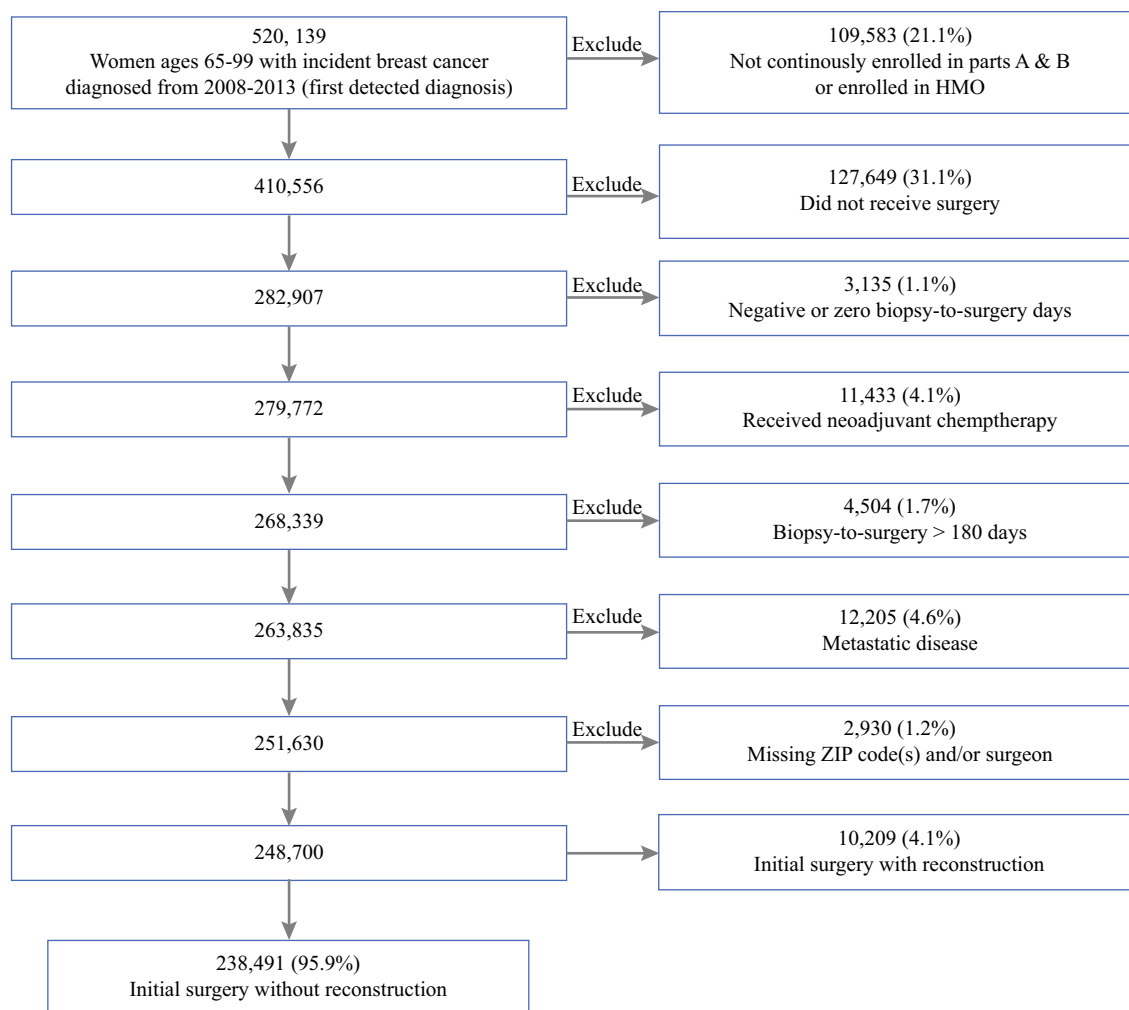 520, 139
Women ages 65-99 with incident breast cancer
diagnosed from 2008-2013 (first detected diagnosis)
Exclude
109,583 (21.1%)
Not continously enrolled in parts A & B
or enrolled in HMO
410,556
Exclude
127,649 (31.1%)
Did not receive surgery
282,907
Exclude
3,135 (1.1%)
Negative or zero biopsy-to-surgery days
279,772
Exclude
11,433 (4.1%)
Received neoadjuvant chemptherapy
268,339
Exclude
4,504 (1.7%)
Biopsy-to-surgery > 180 days
263,835
Exclude
12,205 (4.6%)
Metastatic disease
251,630
Exclude
2,930 (1.2%)
Missing ZIP code(s) and/or surgeon
248,700
10,209 (4.1%)
Initial surgery with reconstruction
238,491 (95.9%)
Initial surgery without reconstruction